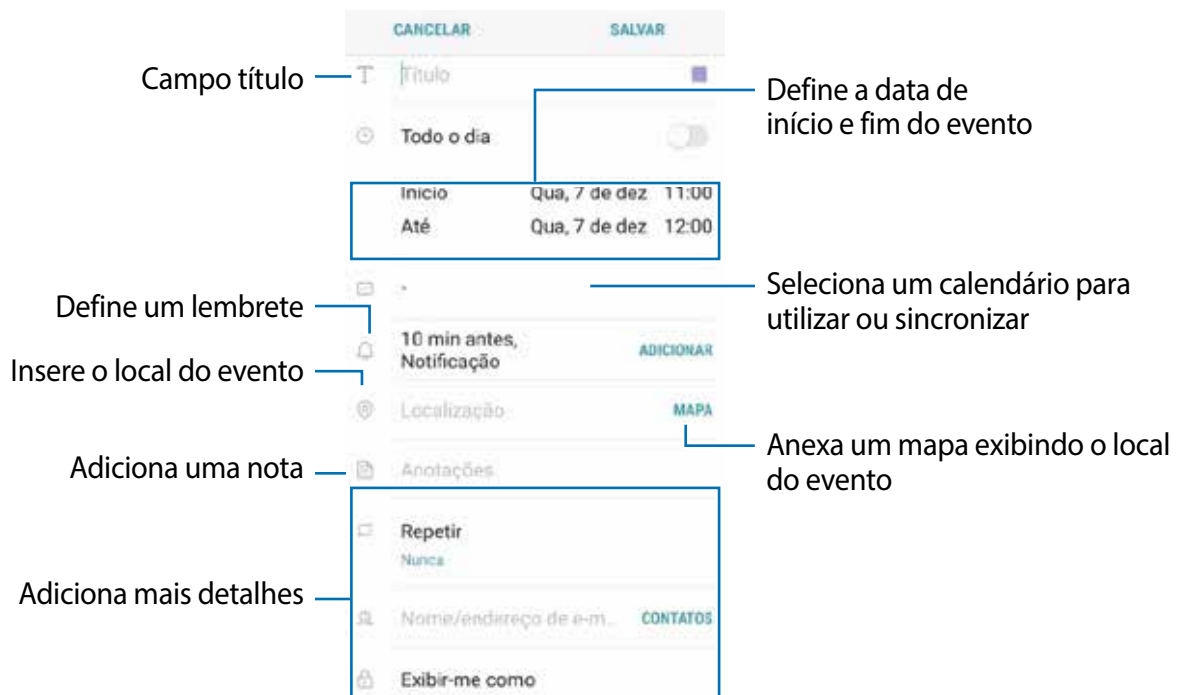 CANCELAR SALVAR
Campo título
Título
Define a data de
início e fim do evento
Todo o dia
Início Qua, 7 de dez 11:00
Até Qua, 7 de dez 12:00
Seleciona um calendário para
utilizar ou sincronizar
Define um lembrete
10 min antes,
Notificação
ADICIONAR
Insere o local do evento
Localização
MAPA
Anexa um mapa exibindo o local
do evento
Adiciona uma nota
Anotações
Repetir
Nunca
Adiciona mais detalhes
Nome/endereço de e-m... CONTATOS
Exibir-me como